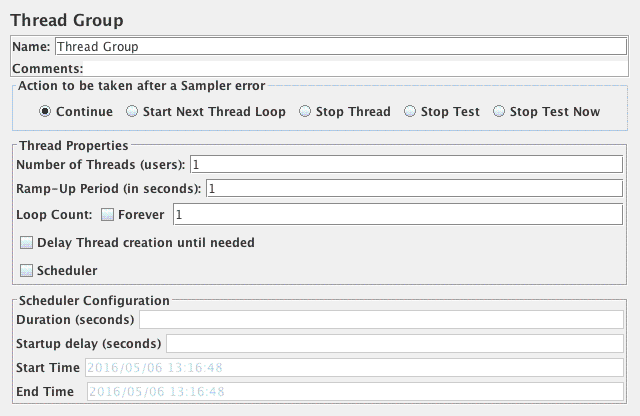 Thread Group
Name: Thread Group
Comments:
Action to be taken after a Sampler error
Continue Start Next Thread Loop Stop Thread Stop Test Stop Test Now
Thread Properties
Number of Threads (users): 1
Ramp-Up Period (in seconds): 1
Loop Count: Forever 1
Delay Thread creation until needed
Scheduler
Scheduler Configuration
Duration (seconds)
Startup delay (seconds)
Start Time 2016/05/06 13:16:48
End Time 2016/05/06 13:16:48